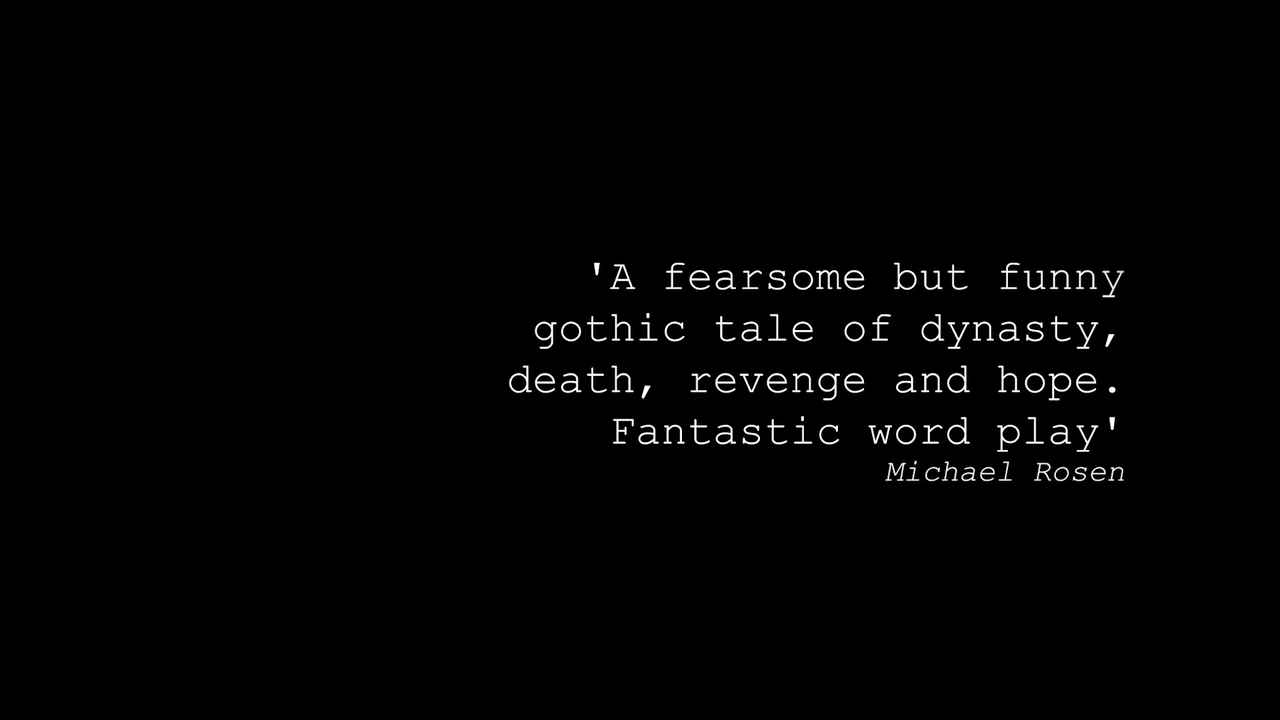 'A fearsome but funny
gothic tale of dynasty,
death, revenge and hope.
Fantastic word play'
Michael Rosen